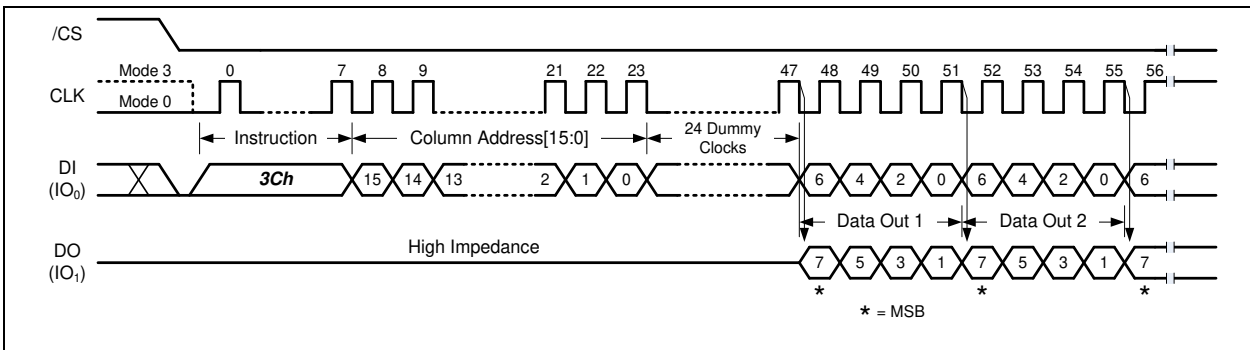 /CS
Mode 3
0 7 8 9 21 22 23 47 48 49 50 51 52 53 54 55 56
CLK
Mode 0
Instruction Column Address[15:0] 24 Dummy
Clocks
DI
(IO0)
3Ch 15 14 13 2 1 0 6 4 2 0 6 4 2 0 6
Data Out 1 Data Out 2
DO
(IO1)
High Impedance
7 5 3 1 7 5 3 1 7
* * *
* = MSB